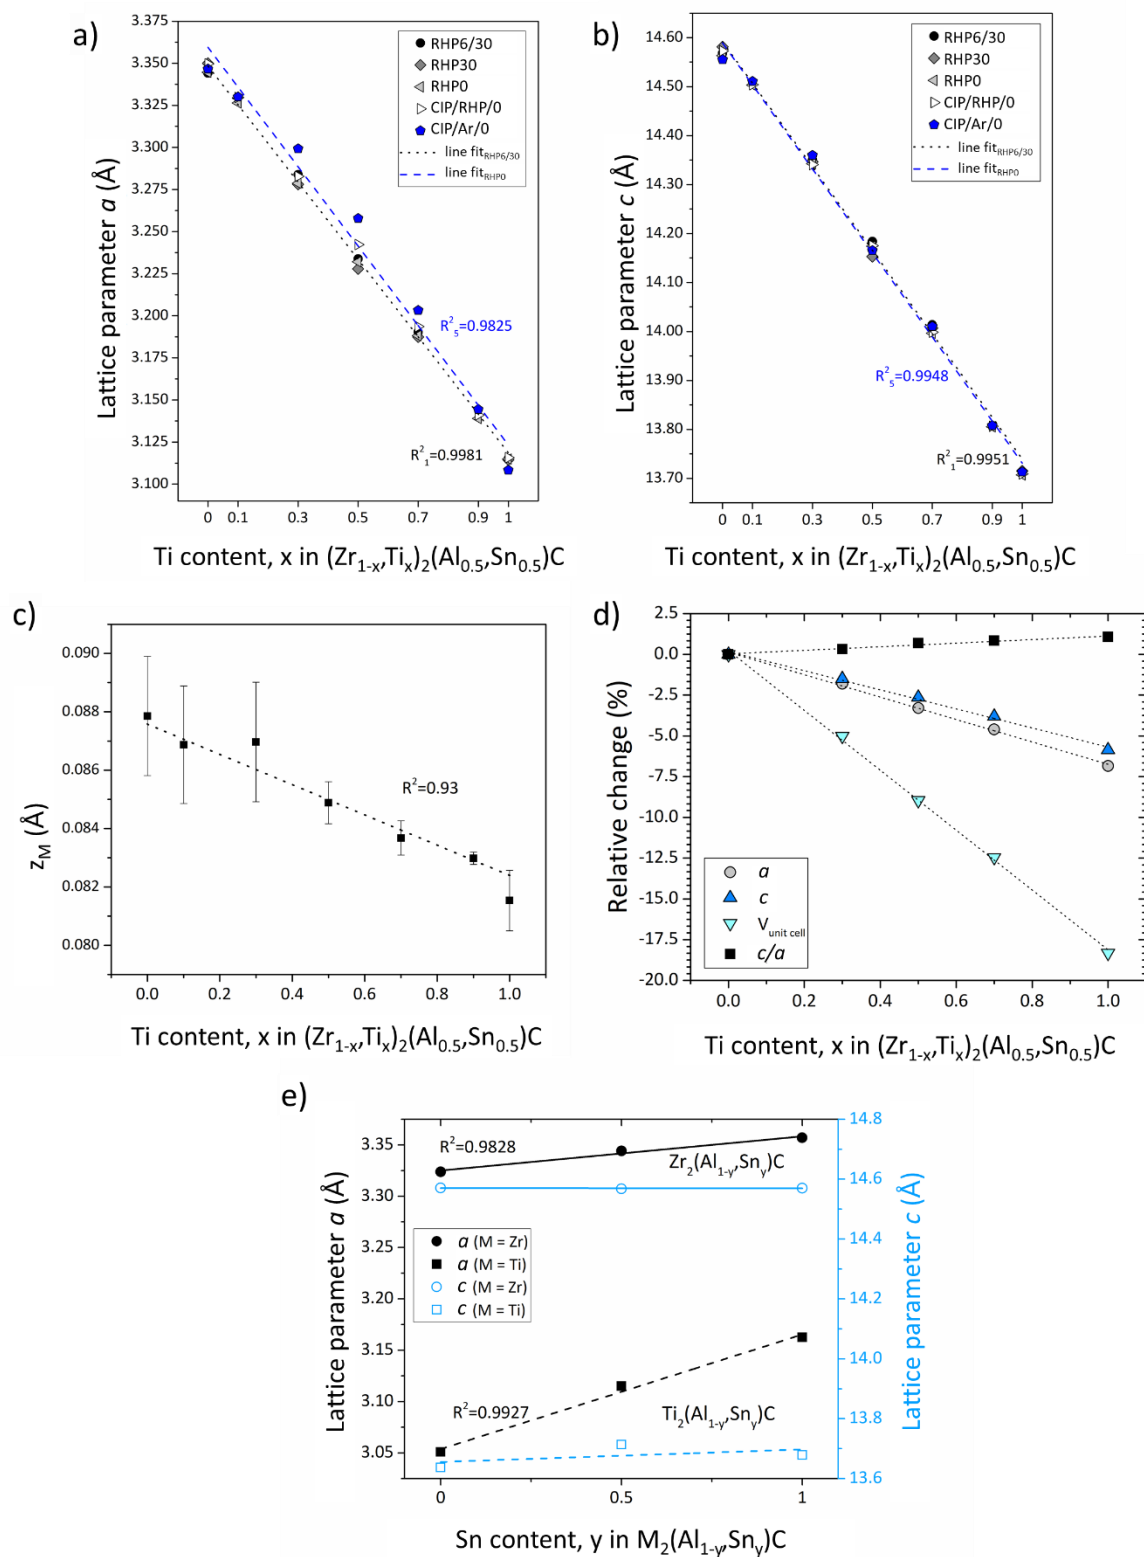 a)
3.375
3.350
3.325
3.300
3.275
3.250
3.225
3.200
3.175
3.150
3.125
3.100
Lattice parameter a (Å)
RHP6/30
RHP30
RHP0
CIP/RHP/0
CIP/Ar/0
line fit_RHP6/30
line fit_RHP0
R²₅=0.9825
R²₁=0.9981
0 0.1 0.3 0.5 0.7 0.9 1
Ti content, x in (Zr₁₋ₓ,Tiₓ)₂(Al₀.₅,Sn₀.₅)C
b)
14.60
14.50
14.40
14.30
14.20
14.10
14.00
13.90
13.80
13.70
Lattice parameter c (Å)
RHP6/30
RHP30
RHP0
CIP/RHP/0
CIP/Ar/0
line fit_RHP6/30
line fit_RHP0
R²₅=0.9948
R²₁=0.9951
0 0.1 0.3 0.5 0.7 0.9 1
Ti content, x in (Zr₁₋ₓ,Tiₓ)₂(Al₀.₅,Sn₀.₅)C
c)
0.090
0.088
0.086
0.084
0.082
0.080
z_M (Å)
R²=0.93
0.0 0.2 0.4 0.6 0.8 1.0
Ti content, x in (Zr₁₋ₓ,Tiₓ)₂(Al₀.₅,Sn₀.₅)C
d)
2.5
0.0
-2.5
-5.0
-7.5
-10.0
-12.5
-15.0
-17.5
-20.0
Relative change (%)
a
c
V_unit cell
c/a
0.0 0.2 0.4 0.6 0.8 1.0
Ti content, x in (Zr₁₋ₓ,Tiₓ)₂(Al₀.₅,Sn₀.₅)C
e)
3.35
3.30
3.25
3.20
3.15
3.10
3.05
Lattice parameter a (Å)
R²=0.9828
Zr₂(Al₁₋ᵧ,Snᵧ)C
a (M = Zr)
a (M = Ti)
c (M = Zr)
c (M = Ti)
R²=0.9927
Ti₂(Al₁₋ᵧ,Snᵧ)C
14.8
14.6
14.4
14.2
14.0
13.8
13.6
Lattice parameter c (Å)
0 0.5 1
Sn content, y in M₂(Al₁₋ᵧ,Snᵧ)C